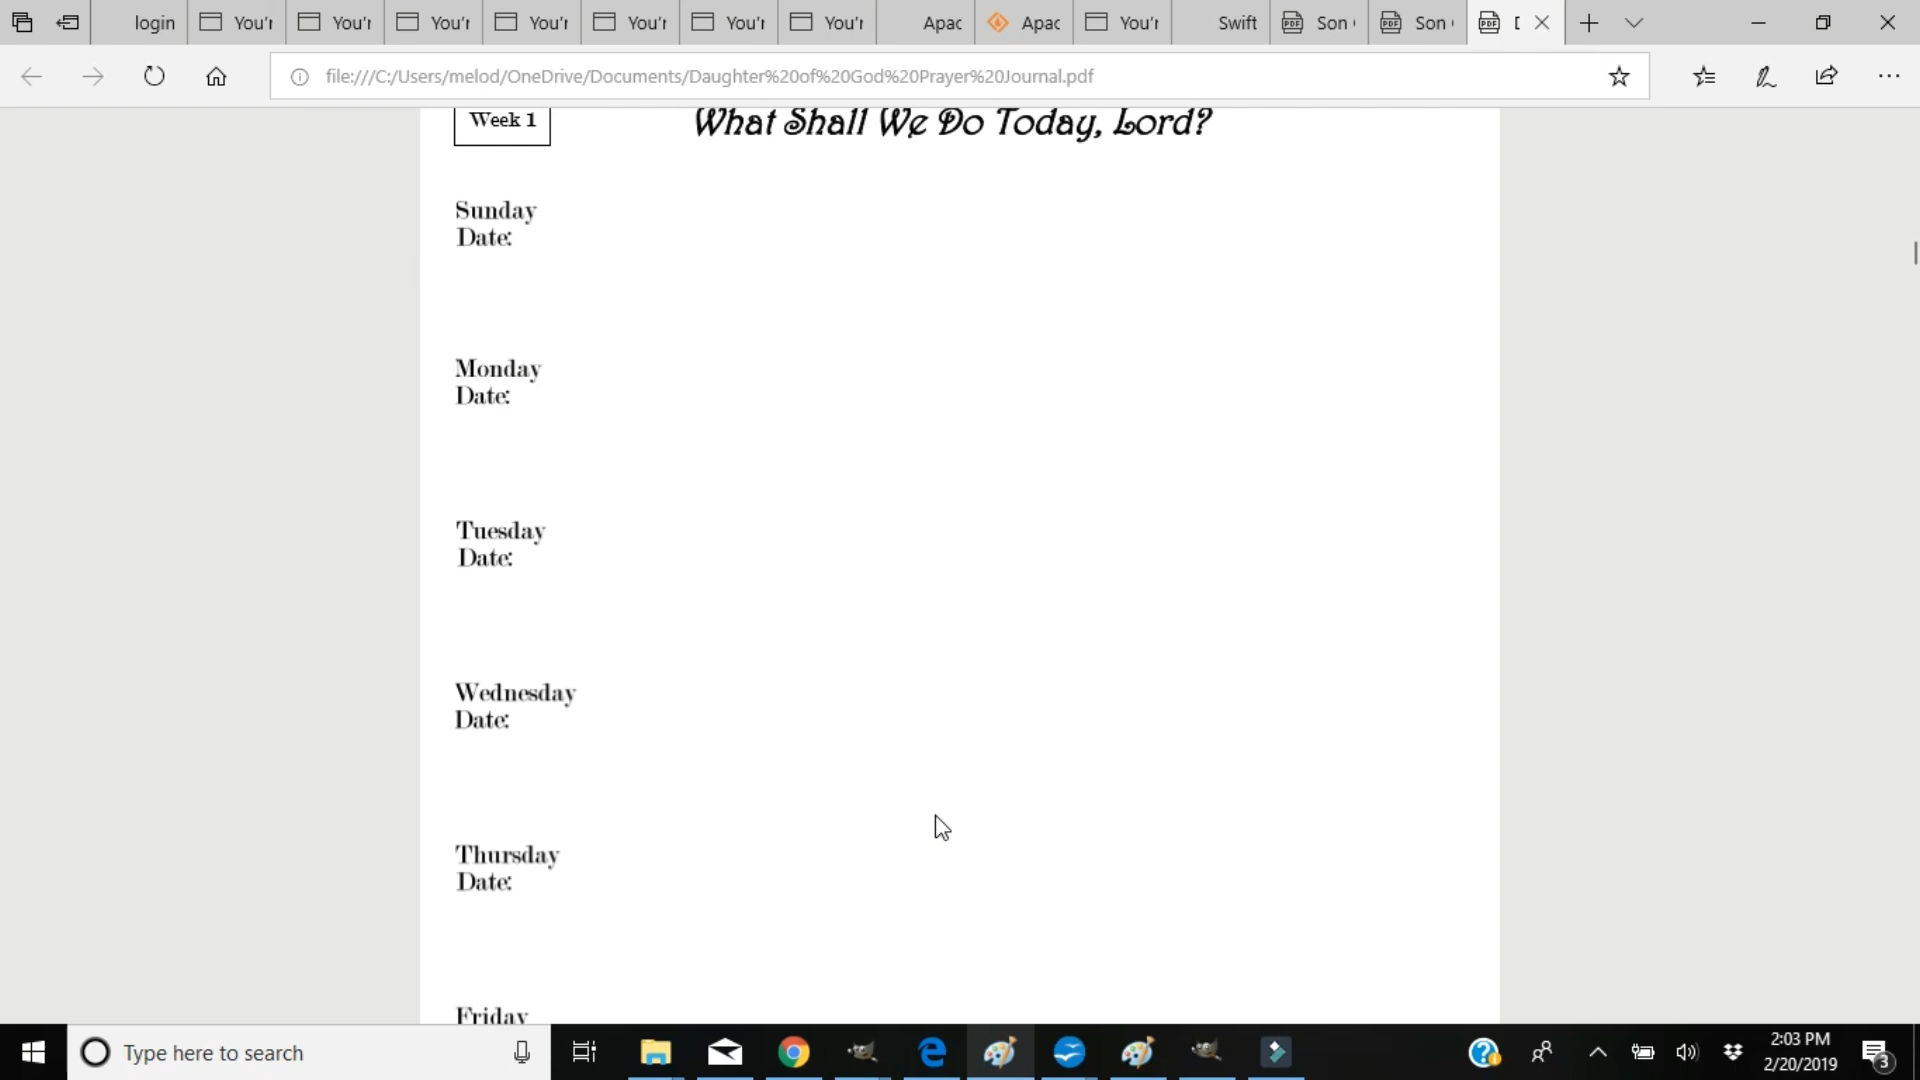 login
You'r
You'r
You'r
You'r
You'r
You'r
You'r
Apac
Apac
You'r
Swift
Son
Son
file:///C:/Users/melod/OneDrive/Documents/Daughter%20of%20God%20Prayer%20Journal.pdf
Week 1
What Shall We Do Today, Lord?
Sunday
Date:
Monday
Date:
Tuesday
Date:
Wednesday
Date:
Thursday
Date:
Friday
Type here to search
2:03 PM
2/20/2019
3